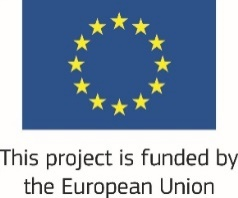 This project is funded by
the European Union